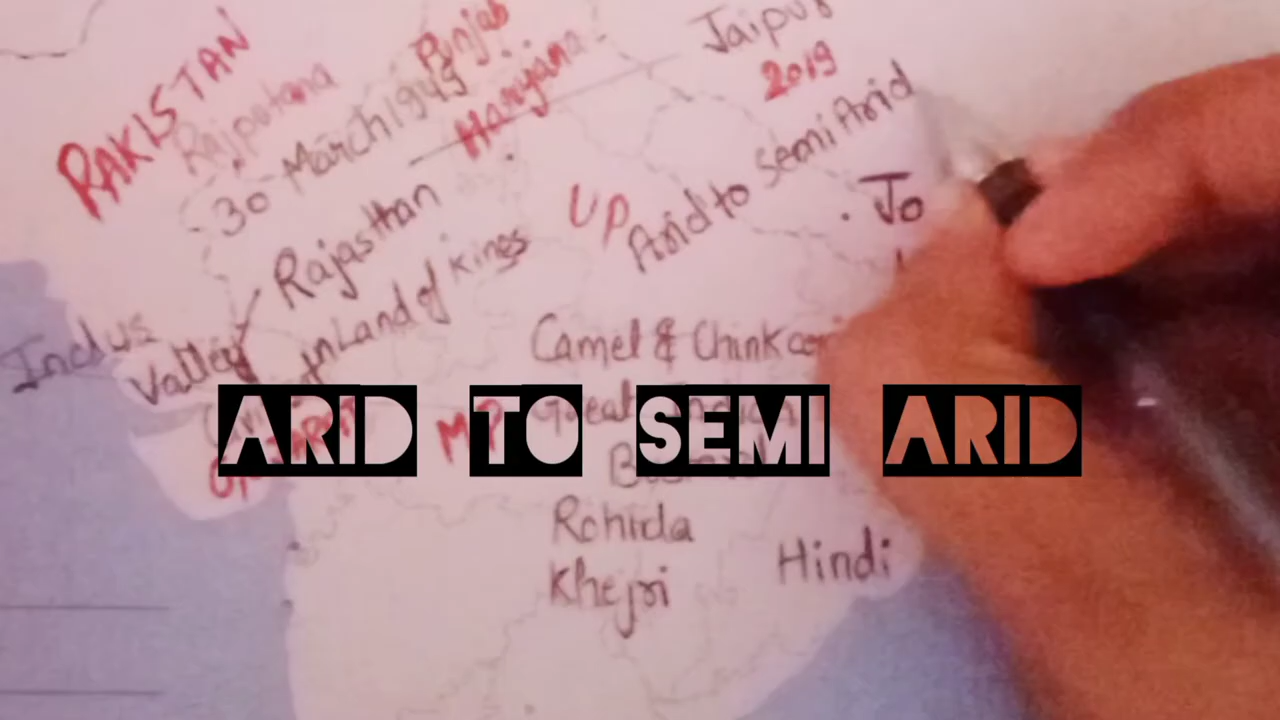 PAKISTAN
Rajputana
Punjab
Haryana
Jaipur
2019
30 March 1949
Rajasthan
Land of kings
UP
Arid to semi Arid
Jo
Indus
Valley
Camel &
MP
ARID TO SEMI ARID
Rohida
Khejri
Hindi